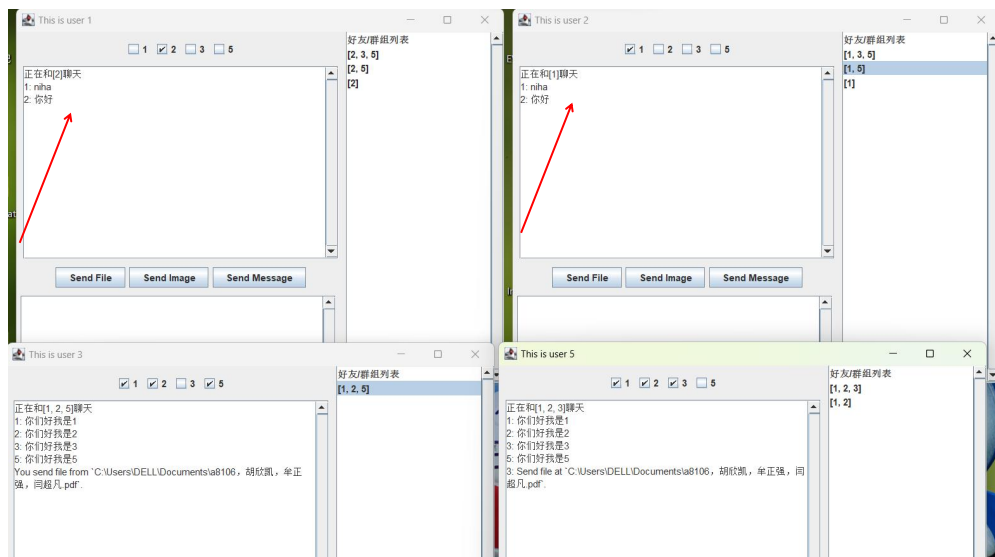 This is user 1
1 2 3 5
正在和[2]聊天
1: niha
2: 你好
Send File Send Image Send Message
好友/群组列表
[2, 3, 5]
[2, 5]
[2]
This is user 2
1 2 3 5
正在和[1]聊天
1: niha
2: 你好
Send File Send Image Send Message
好友/群组列表
[1, 3, 5]
[1, 5]
[1]
This is user 3
1 2 3 5
正在和[1, 2, 5]聊天
1: 你们好我是1
2: 你们好我是2
3: 你们好我是3
5: 你们好我是5
You send file from `C:\Users\DELL\Documents\a8106，胡欣凯，牟正
强，闫超凡.pdf`.
好友/群组列表
[1, 2, 5]
This is user 5
1 2 3 5
正在和[1, 2, 3]聊天
1: 你们好我是1
2: 你们好我是2
3: 你们好我是3
5: 你们好我是5
3: Send file at `C:\Users\DELL\Documents\a8106，胡欣凯，牟正强，闫
超凡.pdf`.
好友/群组列表
[1, 2, 3]
[1, 2]